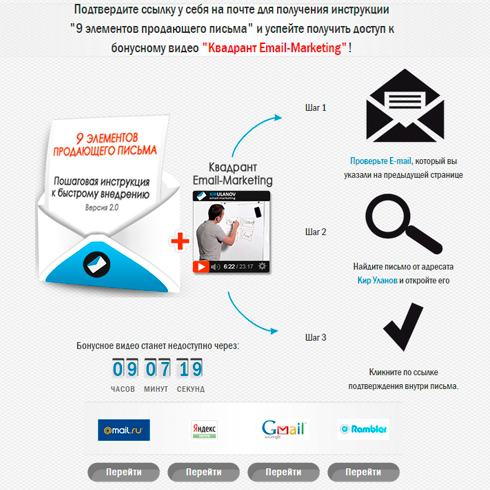 Подтвердите ссылку у себя на почте для получения инструкции
"9 элементов продающего письма" и успейте получить доступ к
бонусному видео "Квадрант Email-Marketing"!
9 ЭЛЕМЕНТОВ
ПРОДАЮЩЕГО ПИСЬМА
Пошаговая инструкция
к быстрому внедрению
Версия 2.0
+
Квадрант
Email-Marketing
KIRULANOV
6:22 / 23:17
Шаг 1
Проверьте E-mail, который вы
указали на предыдущей странице
Шаг 2
Найдите письмо от адресата
Кир Уланов и откройте его
Шаг 3
Кликните по ссылке
подтверждения внутри письма.
Бонусное видео станет недоступно через:
09 07 19
ЧАСОВ МИНУТ СЕКУНД
@mail.ru
Яндекс
Gmail
Rambler
Перейти Перейти Перейти Перейти